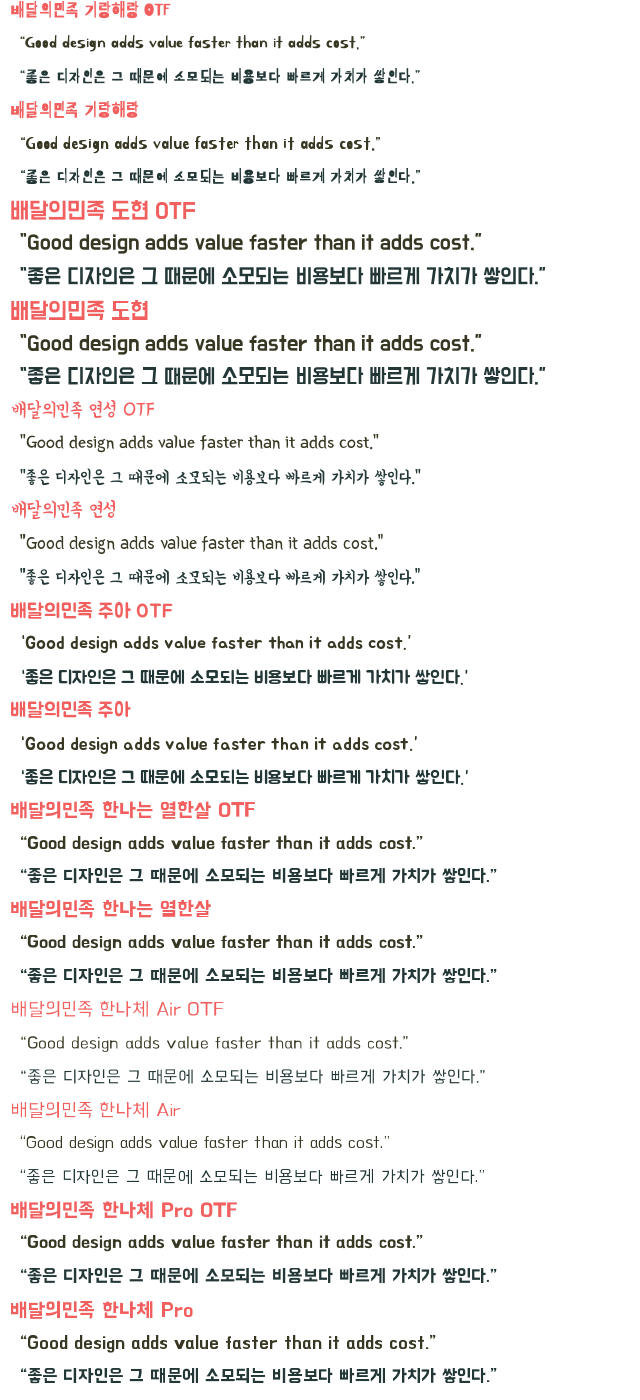 배달의민족 기랑해랑 OTF
“Good design adds value faster than it adds cost.”
“좋은 디자인은 그 때문에 소모되는 비용보다 빠르게 가치가 쌓인다.”
배달의민족 기랑해랑
“Good design adds value faster than it adds cost.”
“좋은 디자인은 그 때문에 소모되는 비용보다 빠르게 가치가 쌓인다.”
배달의민족 도현 OTF
"Good design adds value faster than it adds cost."
"좋은 디자인은 그 때문에 소모되는 비용보다 빠르게 가치가 쌓인다."
배달의민족 도현
"Good design adds value faster than it adds cost."
"좋은 디자인은 그 때문에 소모되는 비용보다 빠르게 가치가 쌓인다."
배달의민족 연성 OTF
"Good design adds value faster than it adds cost."
"좋은 디자인은 그 때문에 소모되는 비용보다 빠르게 가치가 쌓인다."
배달의민족 연성
"Good design adds value faster than it adds cost."
"좋은 디자인은 그 때문에 소모되는 비용보다 빠르게 가치가 쌓인다."
배달의민족 주아 OTF
‘Good design adds value faster than it adds cost.’
‘좋은 디자인은 그 때문에 소모되는 비용보다 빠르게 가치가 쌓인다.’
배달의민족 주아
‘Good design adds value faster than it adds cost.’
‘좋은 디자인은 그 때문에 소모되는 비용보다 빠르게 가치가 쌓인다.’
배달의민족 한나는 열한살 OTF
“Good design adds value faster than it adds cost.”
“좋은 디자인은 그 때문에 소모되는 비용보다 빠르게 가치가 쌓인다.”
배달의민족 한나는 열한살
“Good design adds value faster than it adds cost.”
“좋은 디자인은 그 때문에 소모되는 비용보다 빠르게 가치가 쌓인다.”
배달의민족 한나체 Air OTF
“Good design adds value faster than it adds cost.”
“좋은 디자인은 그 때문에 소모되는 비용보다 빠르게 가치가 쌓인다.”
배달의민족 한나체 Air
“Good design adds value faster than it adds cost.”
“좋은 디자인은 그 때문에 소모되는 비용보다 빠르게 가치가 쌓인다.”
배달의민족 한나체 Pro OTF
“Good design adds value faster than it adds cost.”
“좋은 디자인은 그 때문에 소모되는 비용보다 빠르게 가치가 쌓인다.”
배달의민족 한나체 Pro
“Good design adds value faster than it adds cost.”
“좋은 디자인은 그 때문에 소모되는 비용보다 빠르게 가치가 쌓인다.”